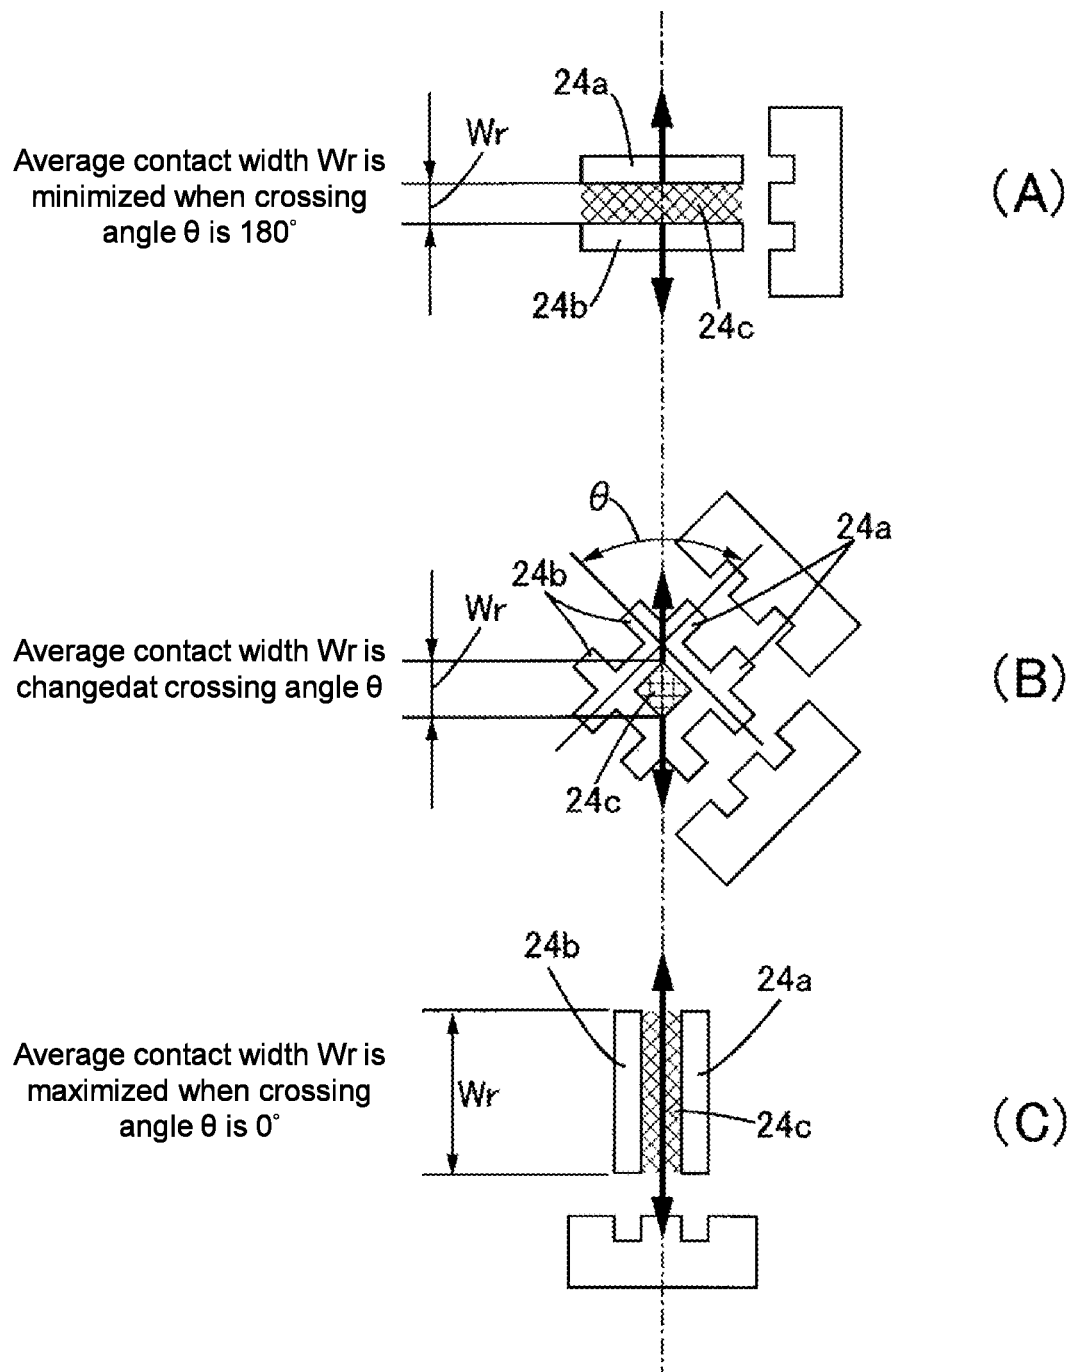 24a
Wr
Average contact width Wr is
minimized when crossing
angle θ is 180°
(A)
24b
24c
θ
24a
24b
Wr
Average contact width Wr is
changedat crossing angle θ
(B)
24c
24b
24a
Average contact width Wr is
maximized when crossing
angle θ is 0°
Wr
24c
(C)